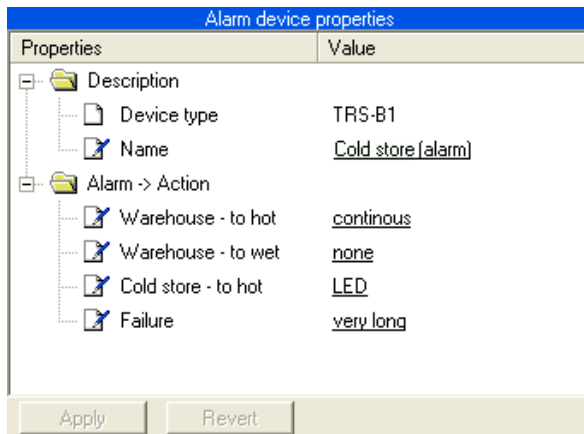 Alarm device properties
Properties Value
Description
Device type TRS-B1
Name Cold store (alarm)
Alarm -> Action
Warehouse - to hot continous
Warehouse - to wet none
Cold store - to hot LED
Failure very long
Apply Revert